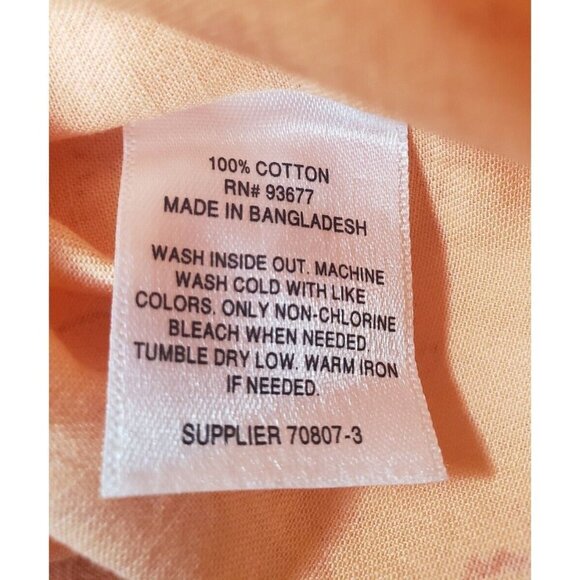 100% COTTON
RN# 93677
MADE IN BANGLADESH
WASH INSIDE OUT. MACHINE
WASH COLD WITH LIKE
COLORS. ONLY NON-CHLORINE
BLEACH WHEN NEEDED.
TUMBLE DRY LOW. WARM IRON
IF NEEDED.
SUPPLIER 70807-3